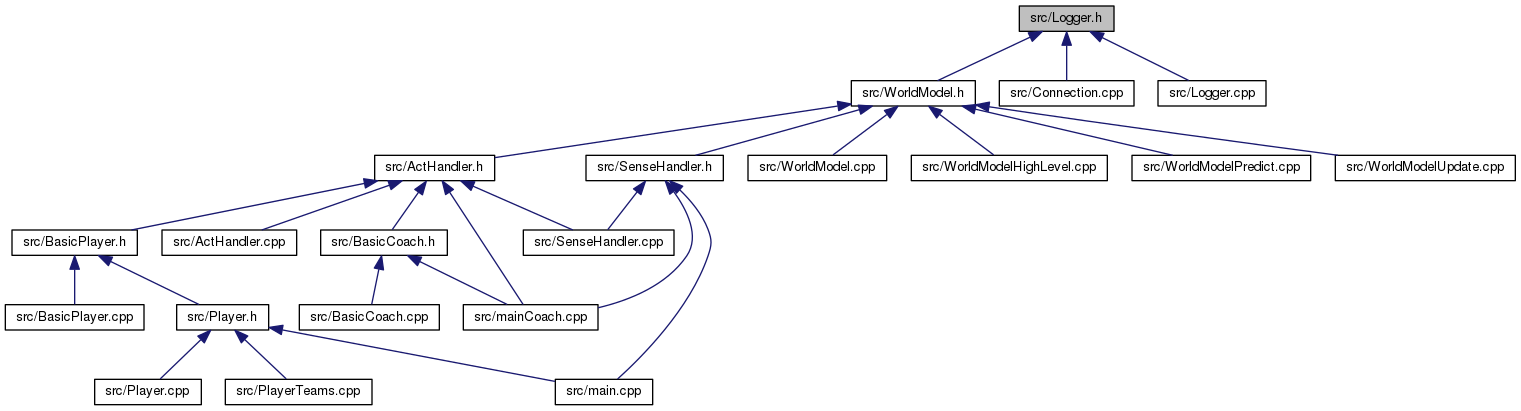 src/Logger.h
src/WorldModel.h
src/Connection.cpp
src/Logger.cpp
src/ActHandler.h
src/SenseHandler.h
src/WorldModel.cpp
src/WorldModelHighLevel.cpp
src/WorldModelPredict.cpp
src/WorldModelUpdate.cpp
src/BasicPlayer.h
src/ActHandler.cpp
src/BasicCoach.h
src/SenseHandler.cpp
src/BasicPlayer.cpp
src/Player.h
src/BasicCoach.cpp
src/mainCoach.cpp
src/Player.cpp
src/PlayerTeams.cpp
src/main.cpp